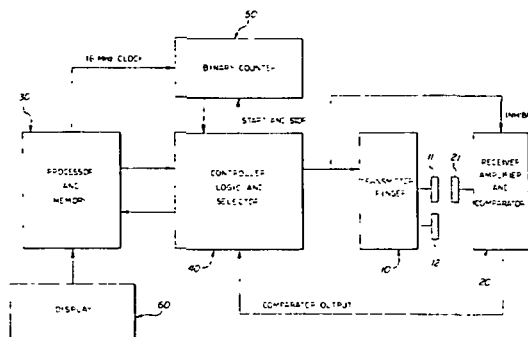 50
16 MHz CLOCK
BINARY COUNTER
30
START AND STOP
INHIBIT
PROCESSOR
AND
MEMORY
CONTROLLER
LOGIC AND
SELECTOR
TRANSMITTER
PINGER
11
21
RECEIVER
AMPLIFIER
AND
COMPARATOR
12
40
10
20
COMPARATOR OUTPUT
DISPLAY
60